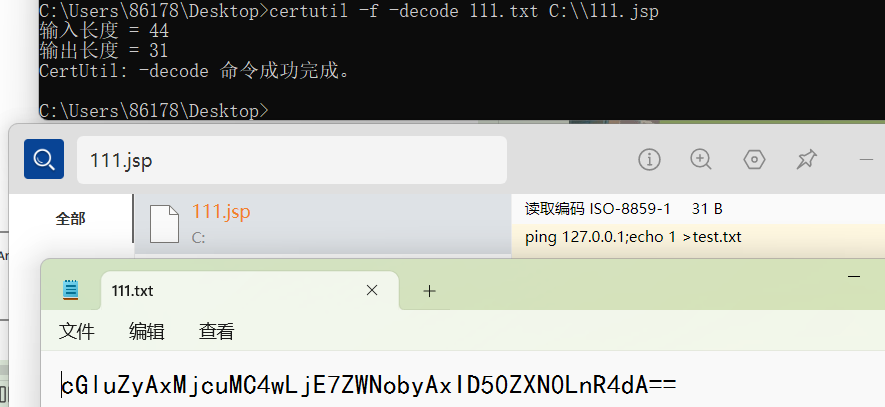 C:\Users\86178\Desktop>certutil -f -decode 111.txt C:\\111.jsp
输入长度 = 44
输出长度 = 31
CertUtil: -decode 命令成功完成。
C:\Users\86178\Desktop>
111.jsp
全部
111.jsp
C:
读取编码 ISO-8859-1 31 B
ping 127.0.0.1;echo 1 >test.txt
111.txt
文件 编辑 查看
cGluZyAxMjcuMC4wLjE7ZWNobyAxID50ZXN0LnR4dA==